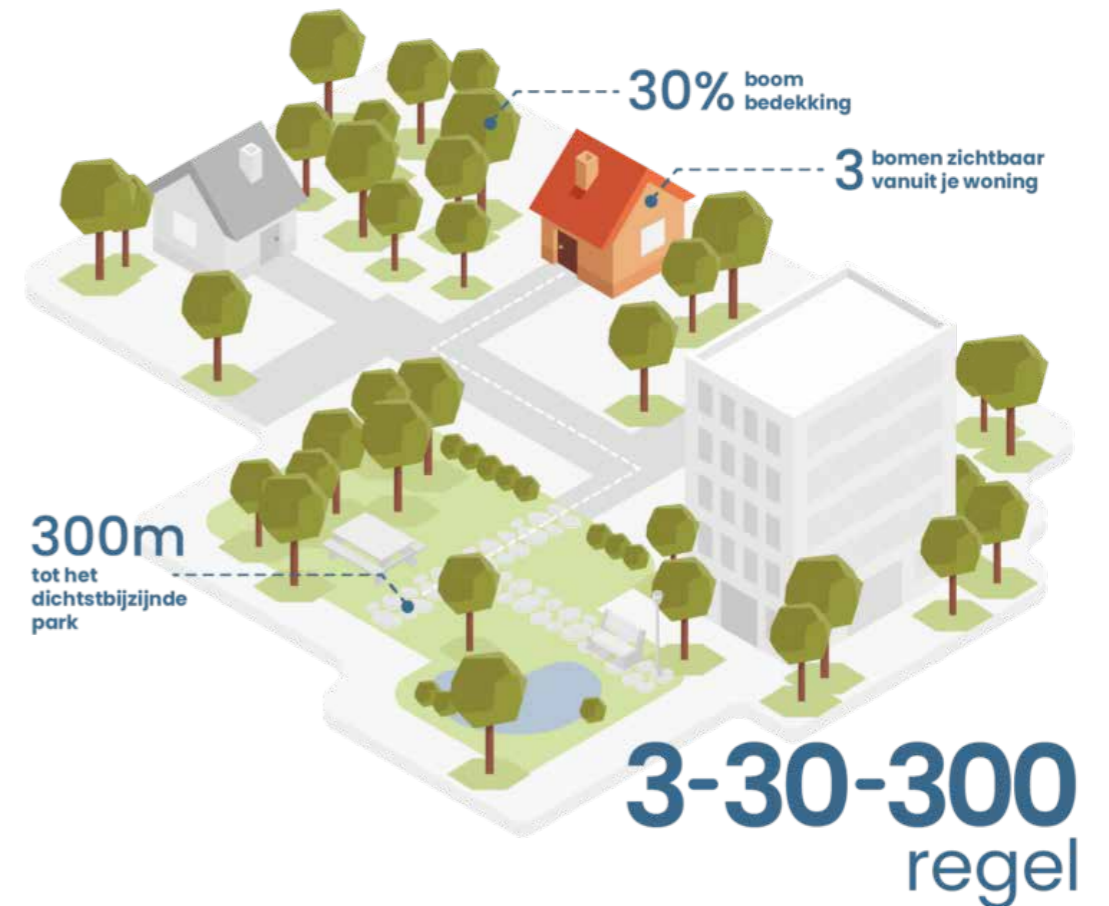 30% boom
bedekking
3 bomen zichtbaar
vanuit je woning
300m
tot het
dichtstbijzijnde
park
3-30-300
regel